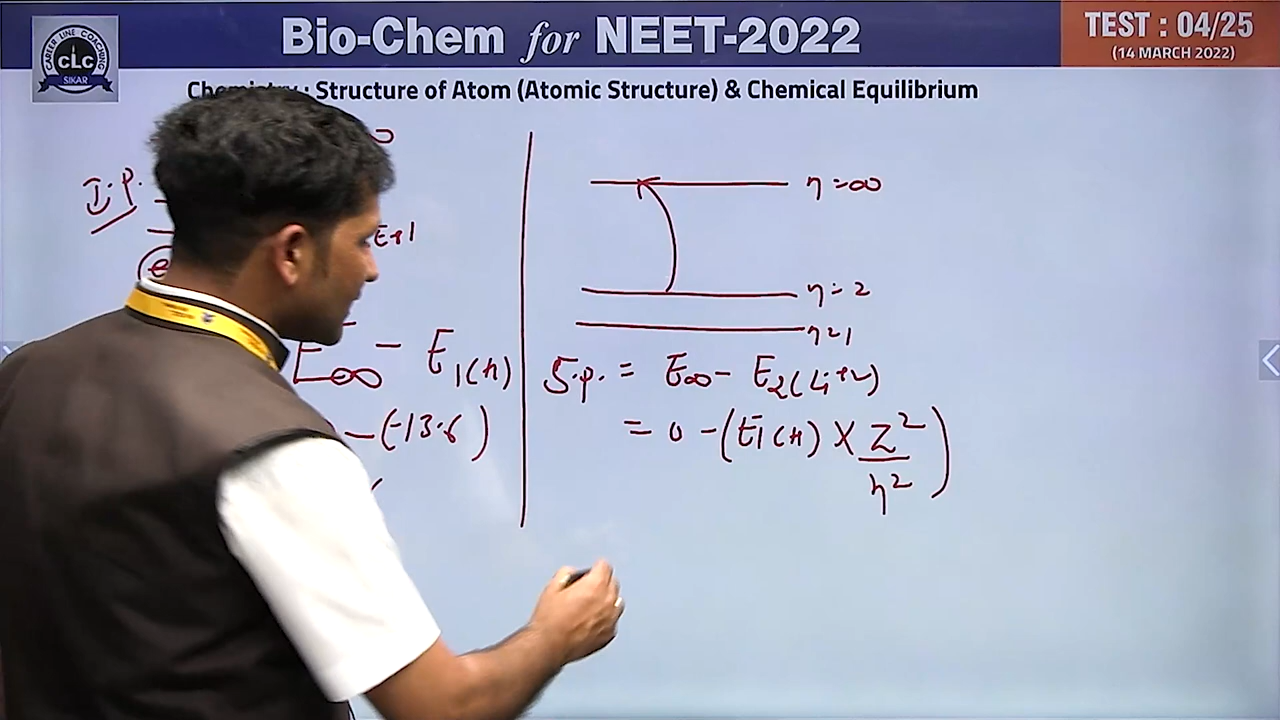 Bio-Chem for NEET-2022
TEST : 04/25
(14 MARCH 2022)
CAREER LINE COACHING
CLC
SIKAR
Structure of Atom (Atomic Structure) & Chemical Equilibrium
I.P.
E∞ - E1(H)
-(-13.6)
n=∞
n=2
n=1
S.P. = E∞ - E2(Li+2)
= 0 - (E1(H) × Z²/n²)